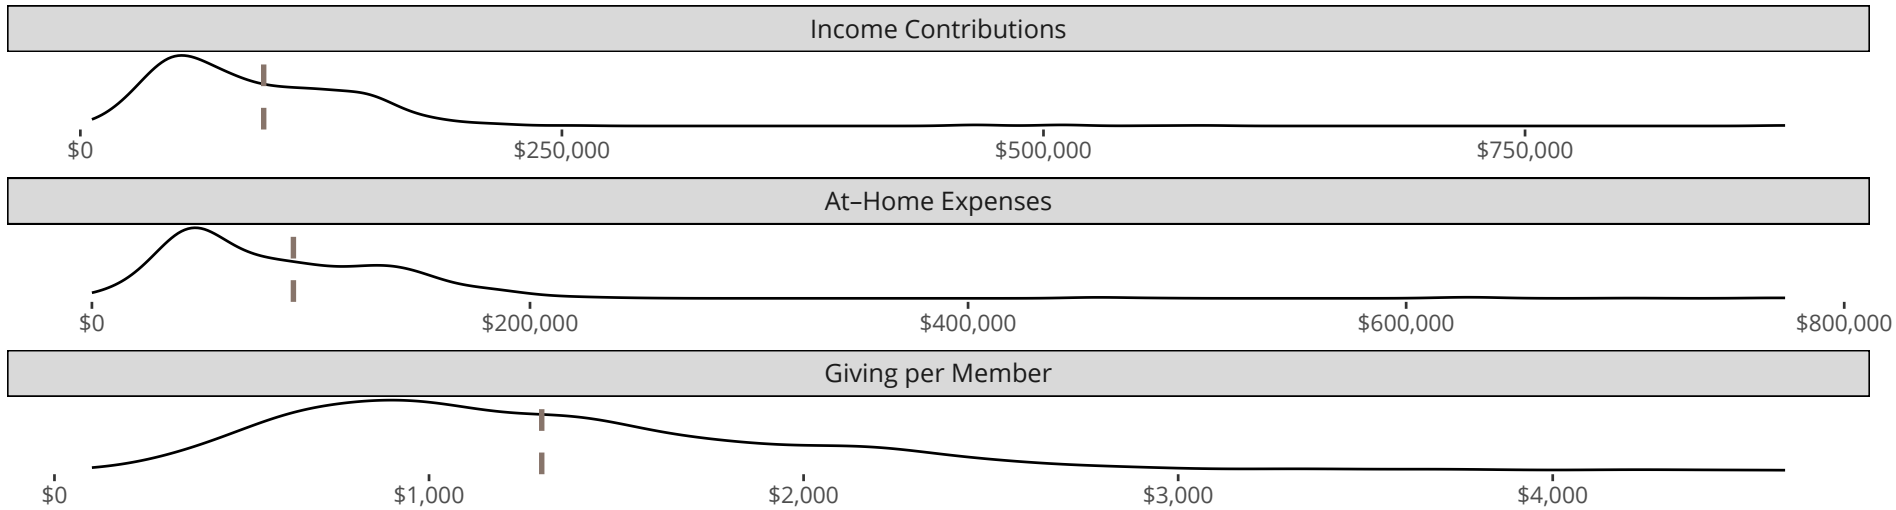 Income Contributions
$0 $250,000 $500,000 $750,000
At–Home Expenses
$0 $200,000 $400,000 $600,000 $800,000
Giving per Member
$0 $1,000 $2,000 $3,000 $4,000